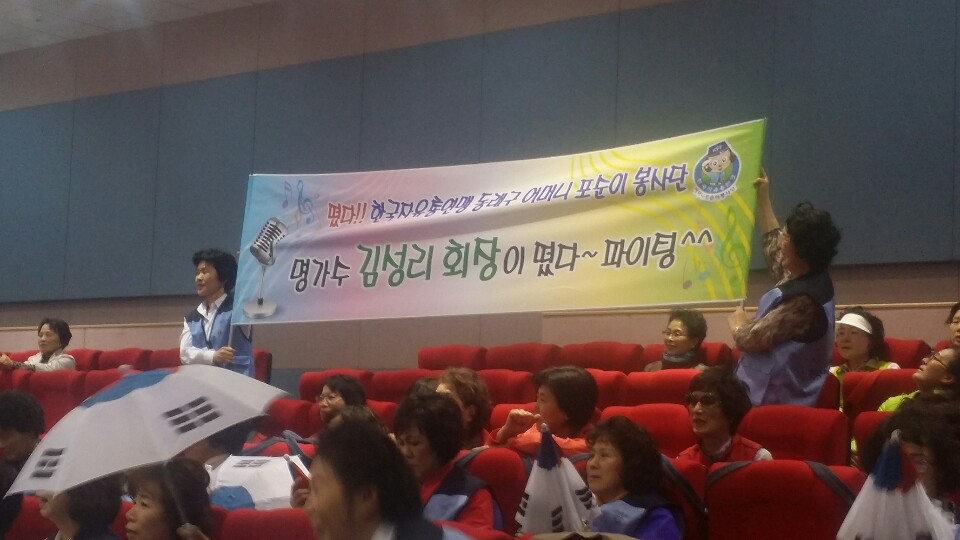 떴다!! 한국자유총연맹 동래구 어머니 포순이 봉사단
명가수 김성리 회장이 떴다~파이팅^^